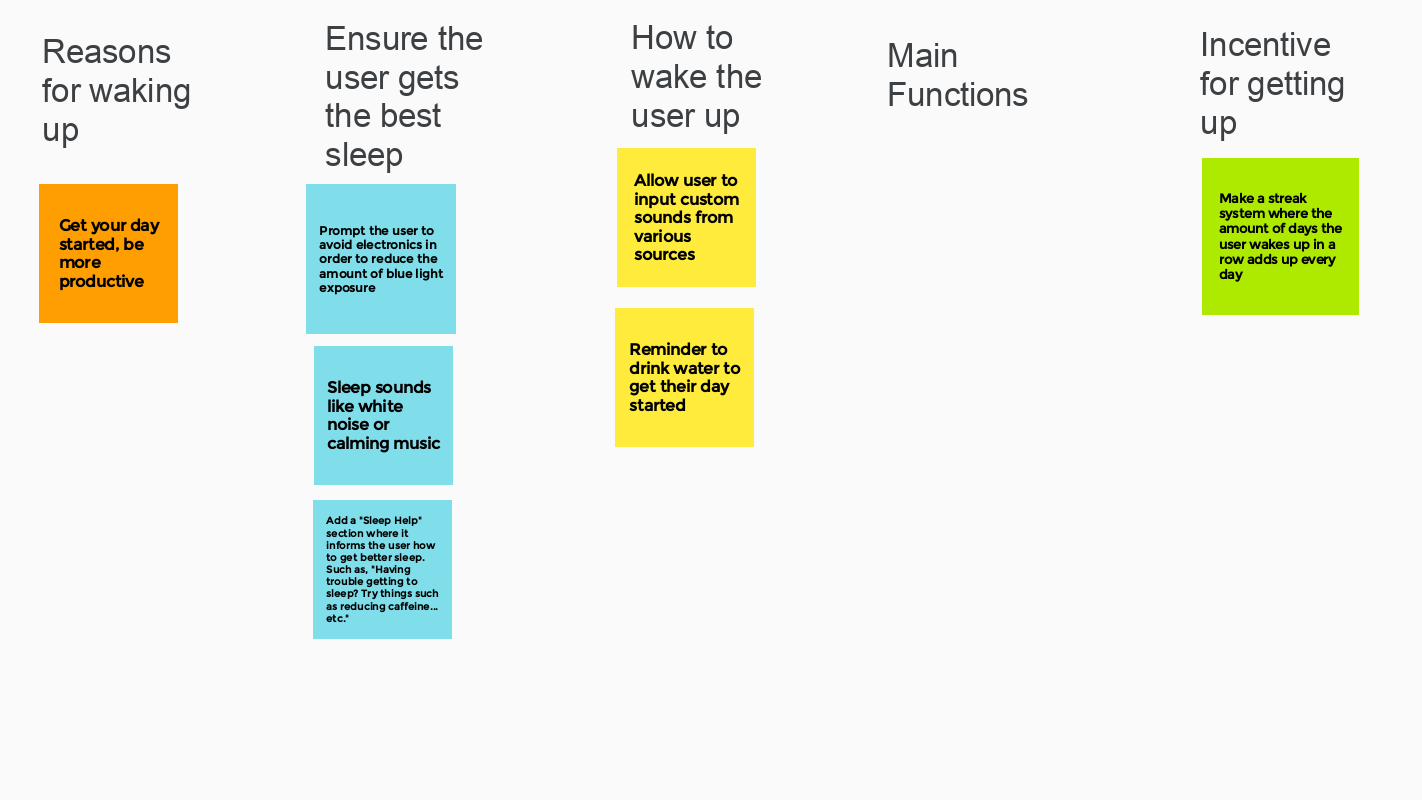 Reasons
for waking
up
Get your day
started, be
more
productive
Ensure the
user gets
the best
sleep
Prompt the user to
avoid electronics in
order to reduce the
amount of blue light
exposure
Sleep sounds
like white
noise or
calming music
Add a "Sleep Help"
section where it
informs the user how
to get better sleep.
Such as, "Having
trouble getting to
sleep? Try things such
as reducing caffeine...
etc."
How to
wake the
user up
Allow user to
input custom
sounds from
various
sources
Reminder to
drink water to
get their day
started
Main
Functions
Incentive
for getting
up
Make a streak
system where the
amount of days the
user wakes up in a
row adds up every
day